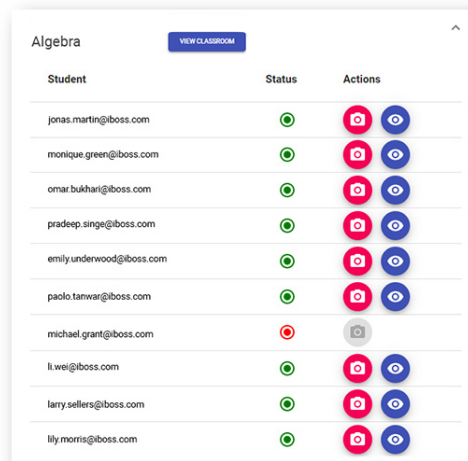 Algebra VIEW CLASSROOM
Student Status Actions
jonas.martin@iboss.com
monique.green@iboss.com
omar.bukhari@iboss.com
pradeep.singe@iboss.com
emily.underwood@iboss.com
paolo.tanwar@iboss.com
michael.grant@iboss.com
li.wei@iboss.com
larry.sellers@iboss.com
lily.morris@iboss.com